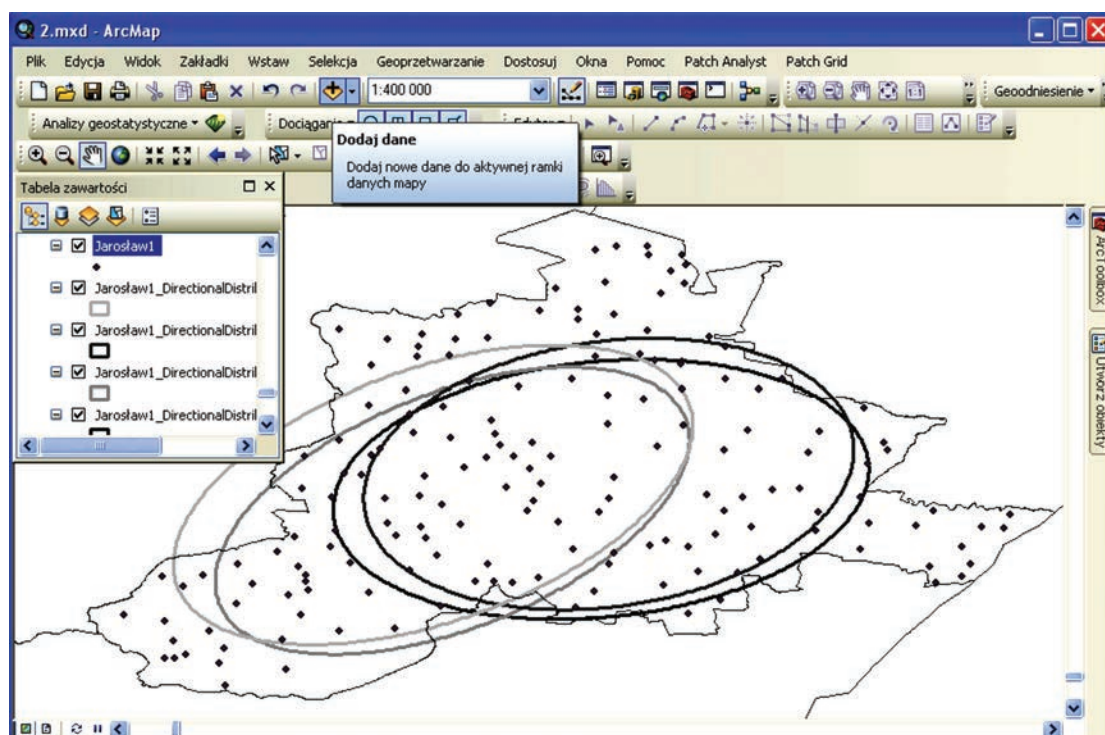 2.mxd - ArcMap
Plik Edycja Widok Zakładki Wstaw Selekcja Geoprzetwarzanie Dostosuj Okna Pomoc Patch Analyst Patch Grid
1:400 000
Geoodniesienie
Analizy geostatystyczne
Dociąganie
Dodaj dane
Dodaj nowe dane do aktywnej ramki
danych mapy
Tabela zawartości
Jarosław1
Jarosław1_DirectionalDistril
Jarosław1_DirectionalDistril
Jarosław1_DirectionalDistril
Jarosław1_DirectionalDistril
ArcToolbox
Utwórz obiekty